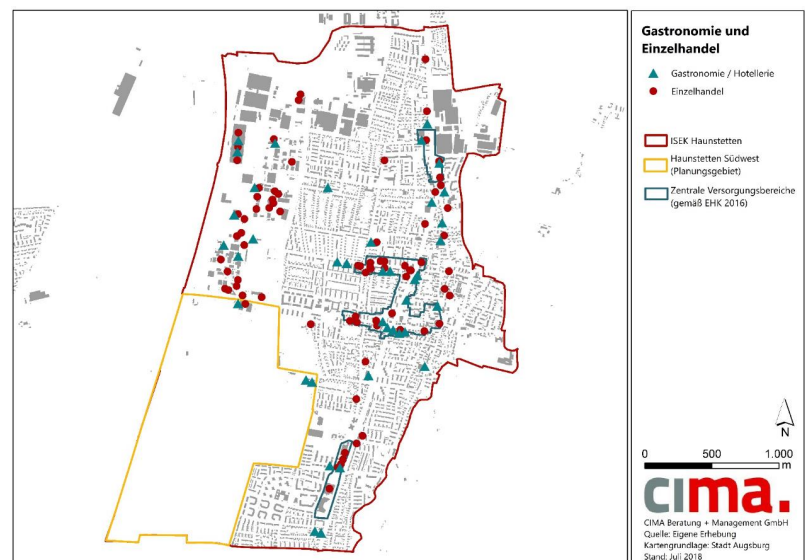 Gastronomie und
Einzelhandel
Gastronomie / Hotellerie
Einzelhandel
ISEK Haunstetten
Haunstetten Südwest
(Planungsgebiet)
Zentrale Versorgungsbereiche
(gemäß EHK 2016)
N
0 500 1.000
m
cima.
CIMA Beratung + Management GmbH
Quelle: Eigene Erhebung
Kartengrundlage: Stadt Augsburg
Stand: Juli 2018